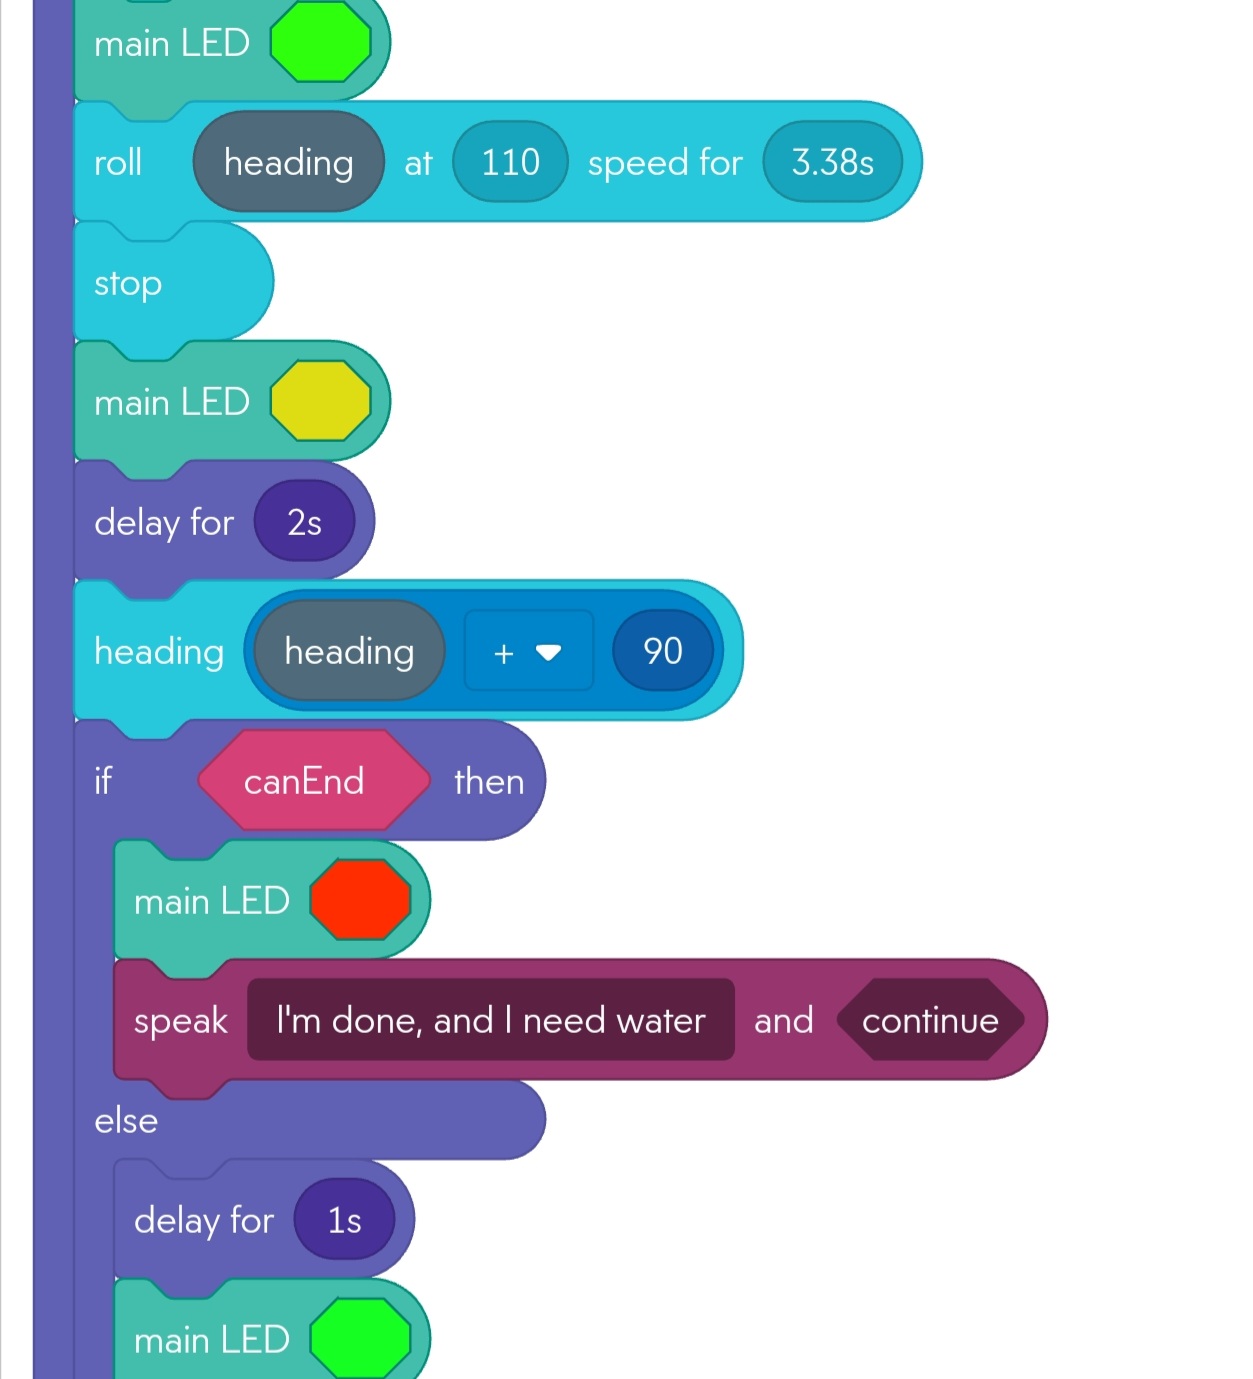 main LED
roll heading at 110 speed for 3.38s
stop
main LED
delay for 2s
heading heading + 90
if canEnd then
main LED
speak I'm done, and I need water and continue
else
delay for 1s
main LED